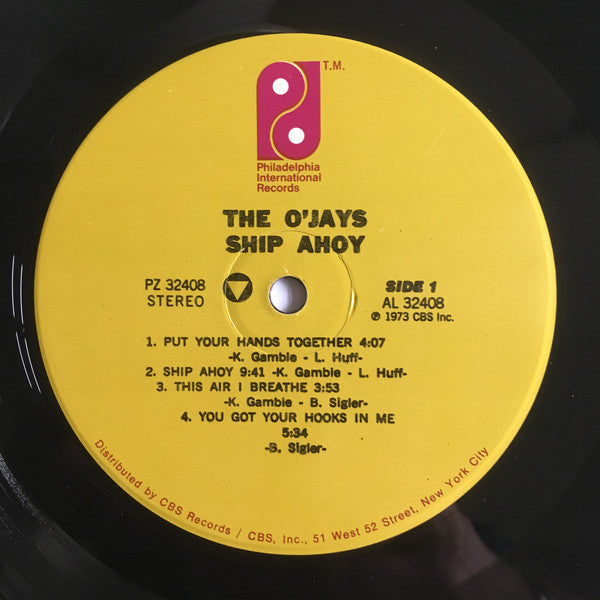 T.M.
Philadelphia
International
Records
THE O'JAYS
SHIP AHOY
PZ 32408
STEREO
SIDE 1
AL 32408
℗ 1973 CBS Inc.
1. PUT YOUR HANDS TOGETHER 4:07
-K. Gamble - L. Huff-
2. SHIP AHOY 9:41 -K. Gamble - L. Huff-
3. THIS AIR I BREATHE 3:53
-K. Gamble - B. Sigler-
4. YOU GOT YOUR HOOKS IN ME
5:34
-B. Sigler-
Distributed by CBS Records / CBS, Inc., 51 West 52 Street, New York City